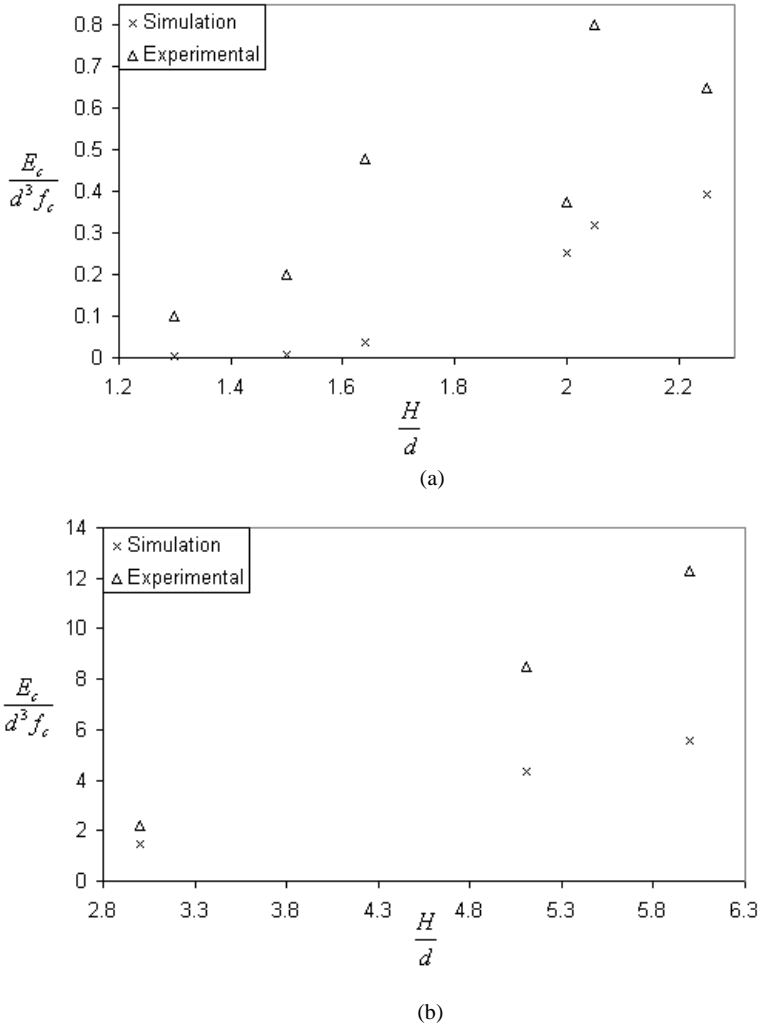 × Simulation
△ Experimental
0.8
0.7
0.6
0.5
0.4
0.3
0.2
0.1
0
E_c
d³ f_c
1.2 1.4 1.6 1.8 2 2.2
H
d
(a)
× Simulation
△ Experimental
14
12
10
8
6
4
2
0
E_c
d³ f_c
2.8 3.3 3.8 4.3 4.8 5.3 5.8 6.3
H
d
(b)